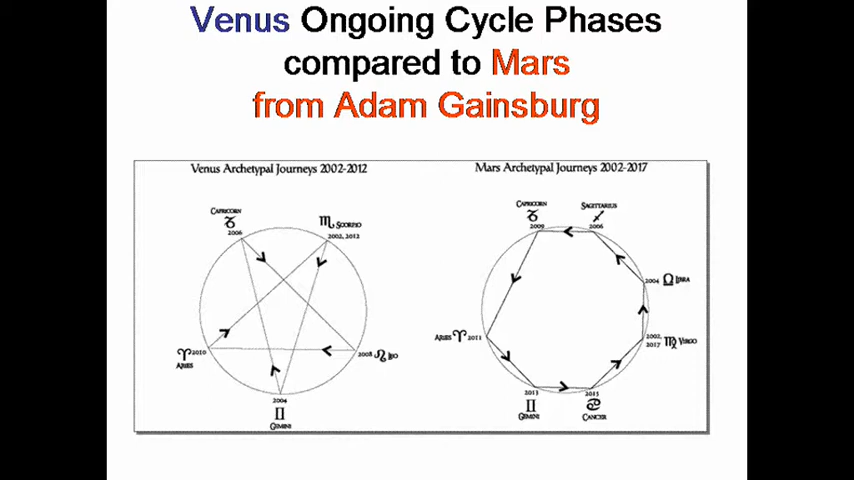 Venus Ongoing Cycle Phases
compared to Mars
from Adam Gainsburg
Venus Archetypal Journeys 2002-2012
Capricorn
♑
2006
♏ Scorpio
2002, 2012
♈ 2010
Aries
2008 ♌ Leo
2004
♊
Gemini
Mars Archetypal Journeys 2002-2017
Capricorn
♑
2009
Sagittarius
♐
2006
2004 ♎ Libra
Aries ♈ 2011
2002,
2017 ♍ Virgo
2013
♊
Gemini
2015
♋
Cancer